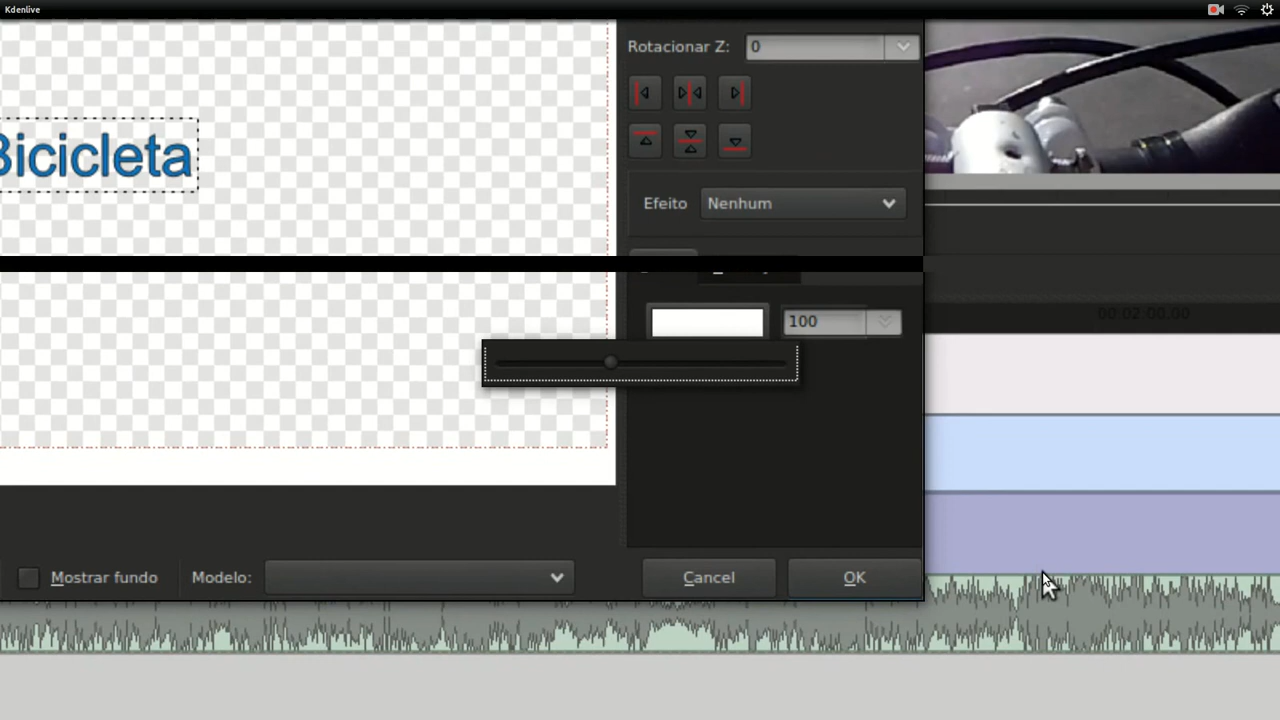 Kdenlive
Rotacionar Z: 0
Bicicleta
Efeito Nenhum
100
00:02:00.00
Mostrar fundo Modelo: Cancel OK